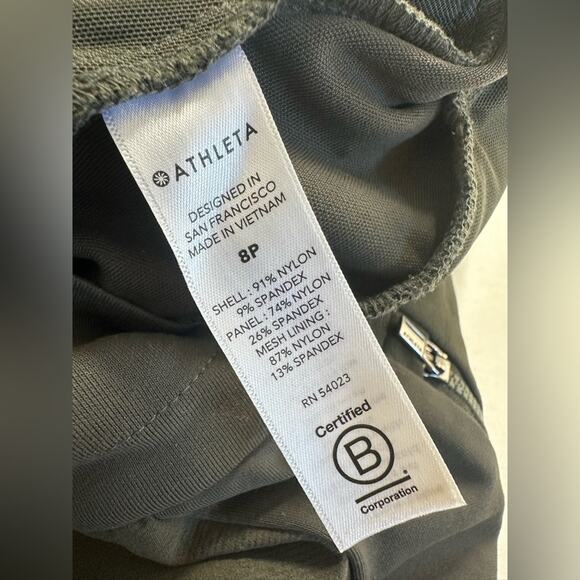 ATHLETA
DESIGNED IN
SAN FRANCISCO
MADE IN VIETNAM
8P
SHELL : 91% NYLON
9% SPANDEX
PANEL : 74% NYLON
26% SPANDEX
MESH LINING :
87% NYLON
13% SPANDEX
RN 54023
Certified
B
Corporation